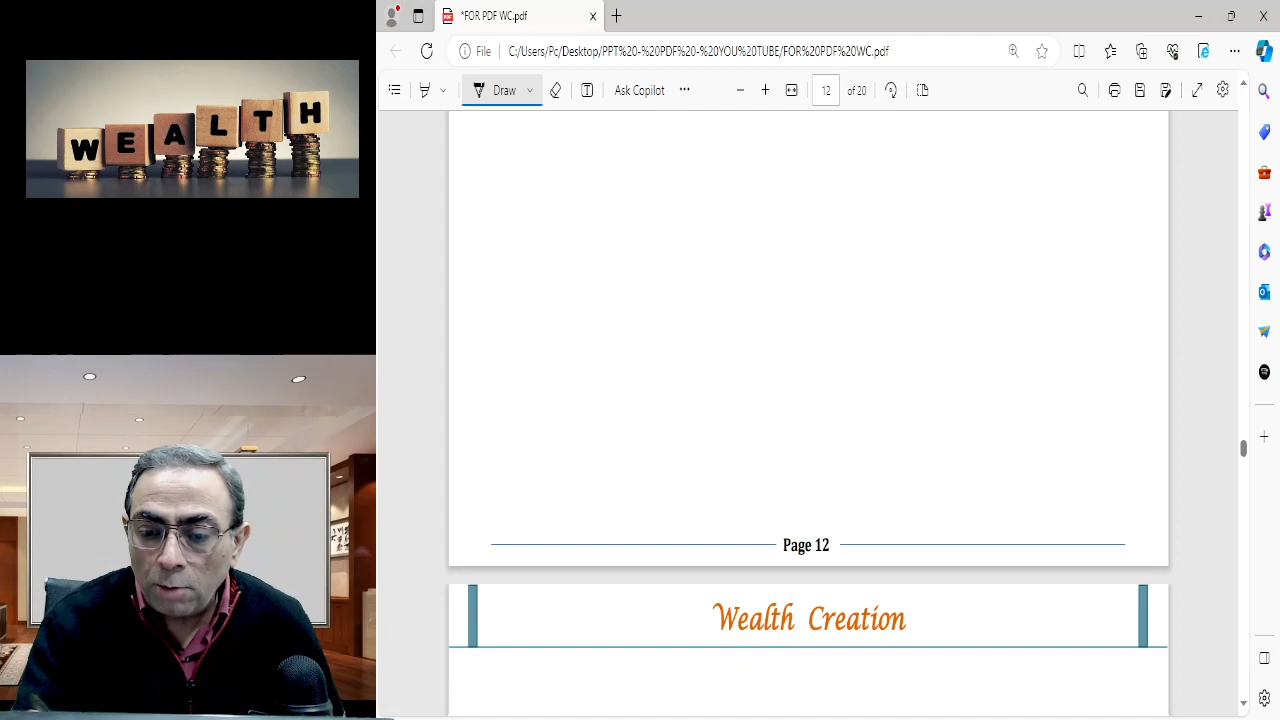 WEALTH
*FOR PDF WC.pdf
File
C:/Users/Pc/Desktop/PPT%20-%20PDF%20-%20YOU%20TUBE/FOR%20PDF%20WC.pdf
Draw
Ask Copilot
12
of 20
Page 12
Wealth Creation